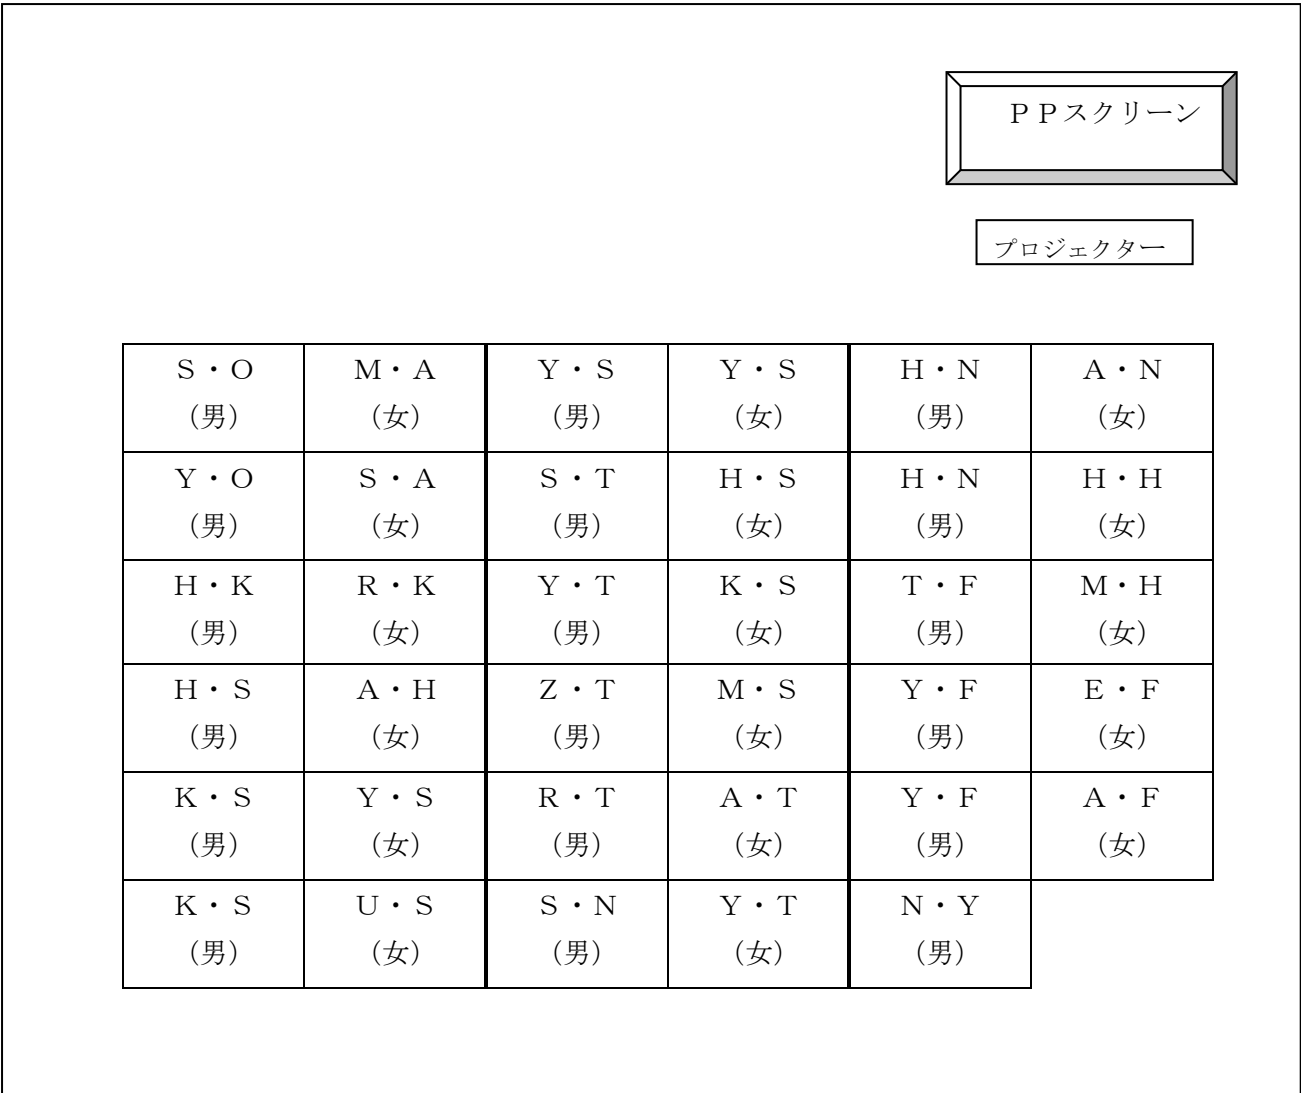 ＰＰスクリーン
プロジェクター
Ｓ・Ｏ Ｍ・Ａ Ｙ・Ｓ Ｙ・Ｓ Ｈ・Ｎ Ａ・Ｎ
（男） （女） （男） （女） （男） （女）
Ｙ・Ｏ Ｓ・Ａ Ｓ・Ｔ Ｈ・Ｓ Ｈ・Ｎ Ｈ・Ｈ
（男） （女） （男） （女） （男） （女）
Ｈ・Ｋ Ｒ・Ｋ Ｙ・Ｔ Ｋ・Ｓ Ｔ・Ｆ Ｍ・Ｈ
（男） （女） （男） （女） （男） （女）
Ｈ・Ｓ Ａ・Ｈ Ｚ・Ｔ Ｍ・Ｓ Ｙ・Ｆ Ｅ・Ｆ
（男） （女） （男） （女） （男） （女）
Ｋ・Ｓ Ｙ・Ｓ Ｒ・Ｔ Ａ・Ｔ Ｙ・Ｆ Ａ・Ｆ
（男） （女） （男） （女） （男） （女）
Ｋ・Ｓ Ｕ・Ｓ Ｓ・Ｎ Ｙ・Ｔ Ｎ・Ｙ
（男） （女） （男） （女） （男）